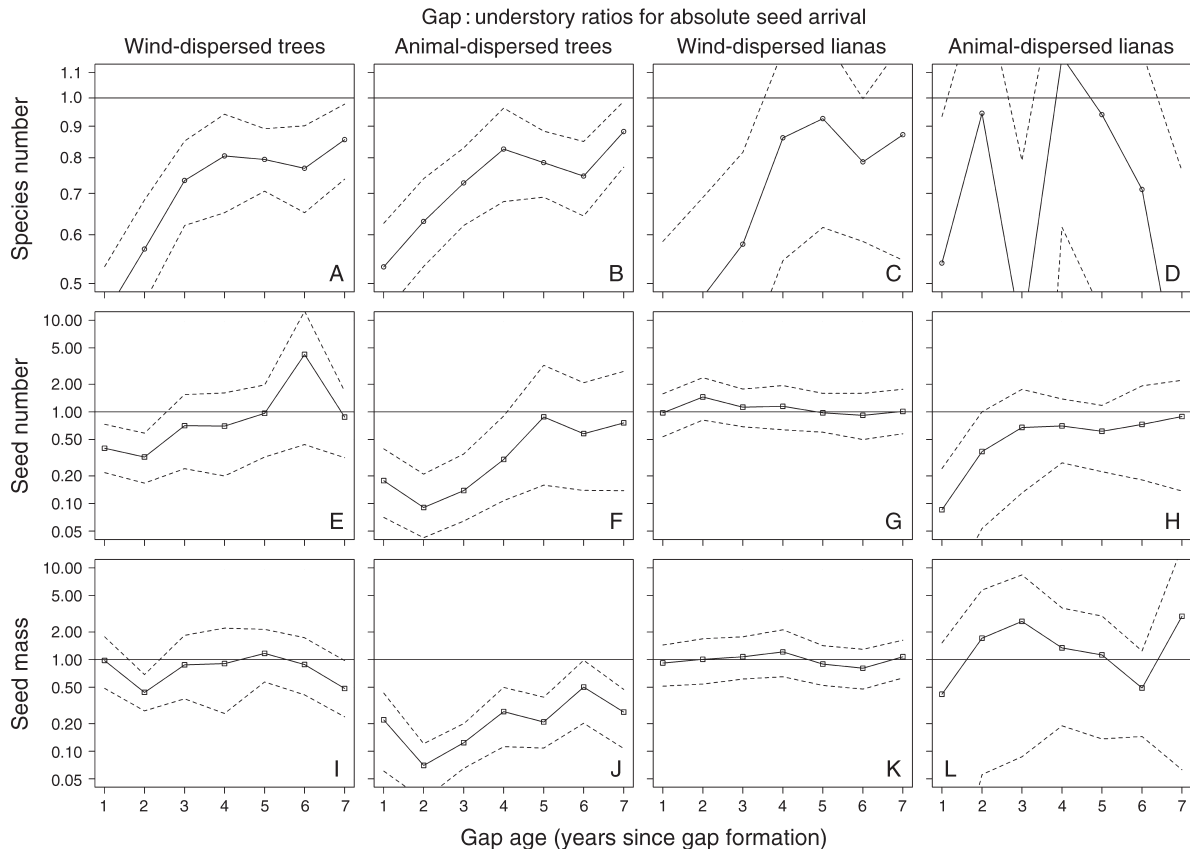 Gap : understory ratios for absolute seed arrival
Wind-dispersed trees
Animal-dispersed trees
Wind-dispersed lianas
Animal-dispersed lianas
Species number
1.1
1.0
0.9
0.8
0.7
0.6
0.5
A
B
C
D
Seed number
10.00
5.00
2.00
1.00
0.50
0.20
0.10
0.05
E
F
G
H
Seed mass
10.00
5.00
2.00
1.00
0.50
0.20
0.10
0.05
I
J
K
L
1 2 3 4 5 6 7
1 2 3 4 5 6 7
1 2 3 4 5 6 7
1 2 3 4 5 6 7
Gap age (years since gap formation)